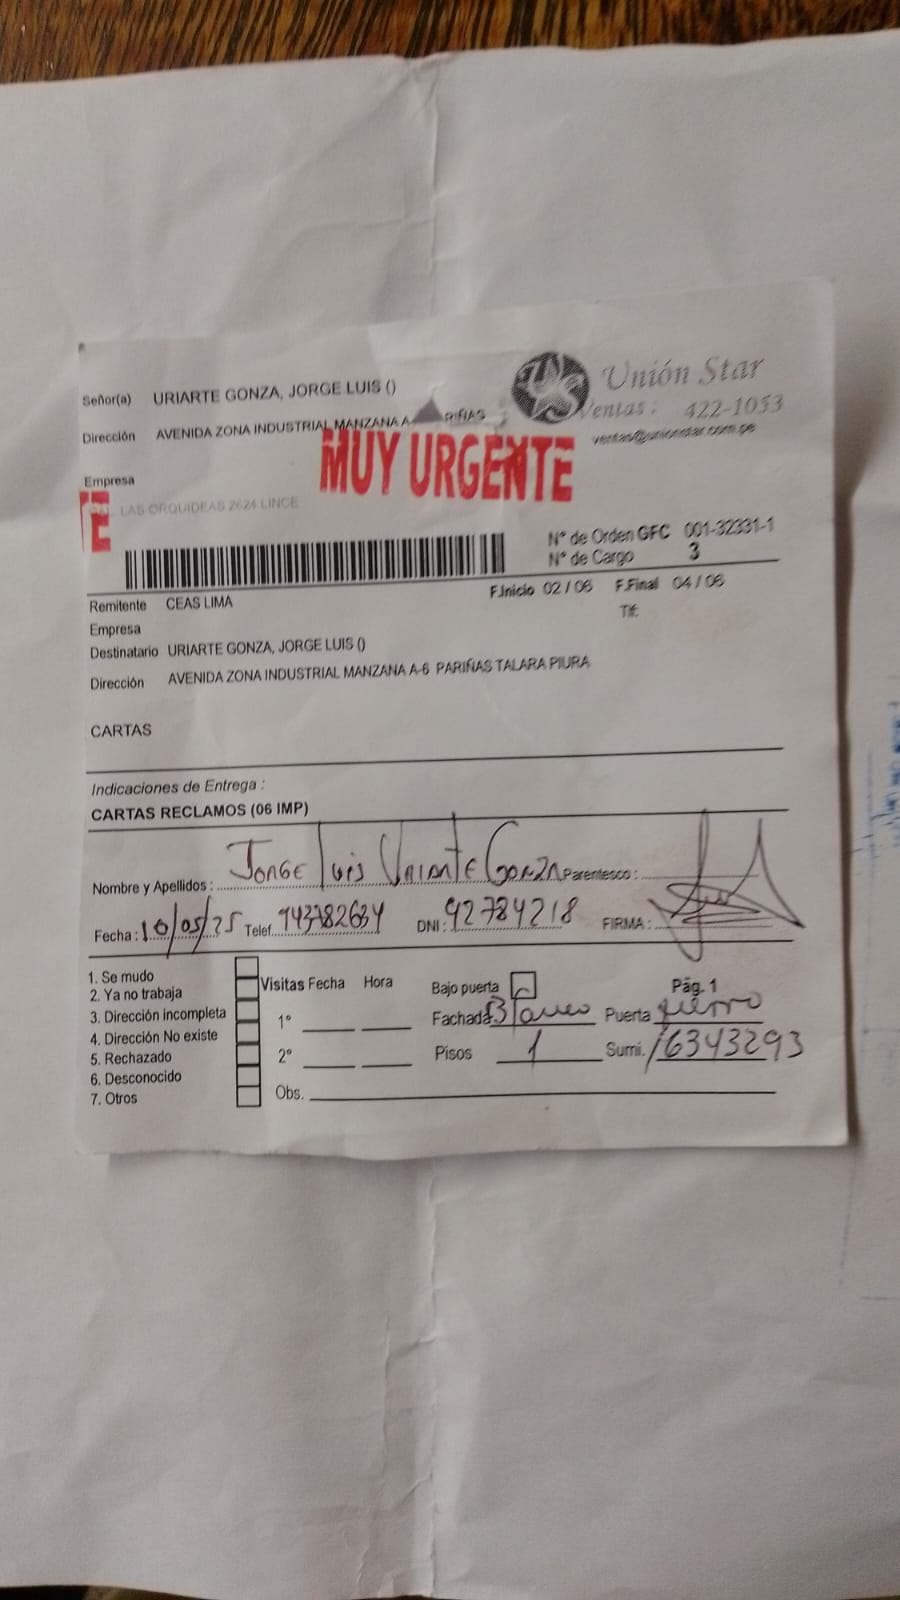 Unión Star
Señor(a) URIARTE GONZA, JORGE LUIS ()
Ventas: 422-1053
Dirección AVENIDA ZONA INDUSTRIAL MANZANA A RIÑAS
ventas@unionstar.com.pe
MUY URGENTE
Empresa
E LAS ORQUIDEAS 2624 LINCE
N° de Orden GFC 001-32331-1
N° de Cargo 3
F.Inicio 02 / 06 F.Final 04 / 06
Remitente CEAS LIMA
Tlf:
Empresa
Destinatario URIARTE GONZA, JORGE LUIS ()
Dirección AVENIDA ZONA INDUSTRIAL MANZANA A-6 PARIÑAS TALARA PIURA
CARTAS
Indicaciones de Entrega :
CARTAS RECLAMOS (06 IMP)
Nombre y Apellidos : Jorge Luis Uriarte Gonza Parentesco :
Fecha : 10/05/25 Telef. 943782634 DNI : 42784218 FIRMA :
1. Se mudo
2. Ya no trabaja
3. Dirección incompleta
4. Dirección No existe
5. Rechazado
6. Desconocido
7. Otros
Visitas Fecha Hora Bajo puerta Pág. 1
1° Fachada Blanco Puerta fierro
2° Pisos 1 Sumi. 16343293
Obs.